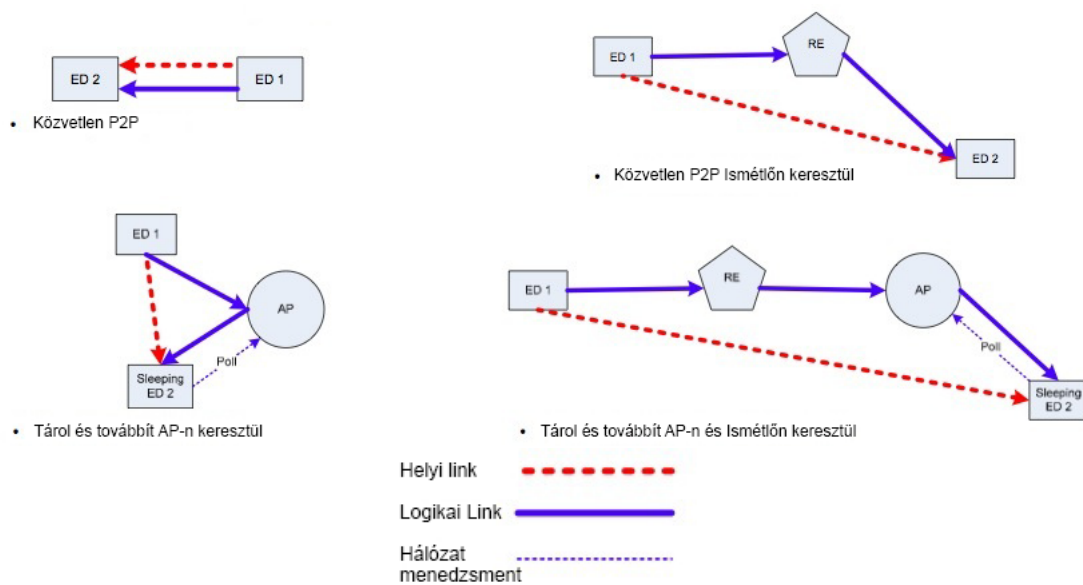 ED 2
ED 1
• Közvetlen P2P
ED 1
RE
ED 2
• Közvetlen P2P Ismétlőn keresztül
ED 1
AP
Poll
Sleeping
ED 2
• Tárol és továbbít AP-n keresztül
ED 1
RE
AP
Poll
Sleeping
ED 2
• Tárol és továbbít AP-n és Ismétlőn keresztül
Helyi link
Logikai Link
Hálózat
menedzsment